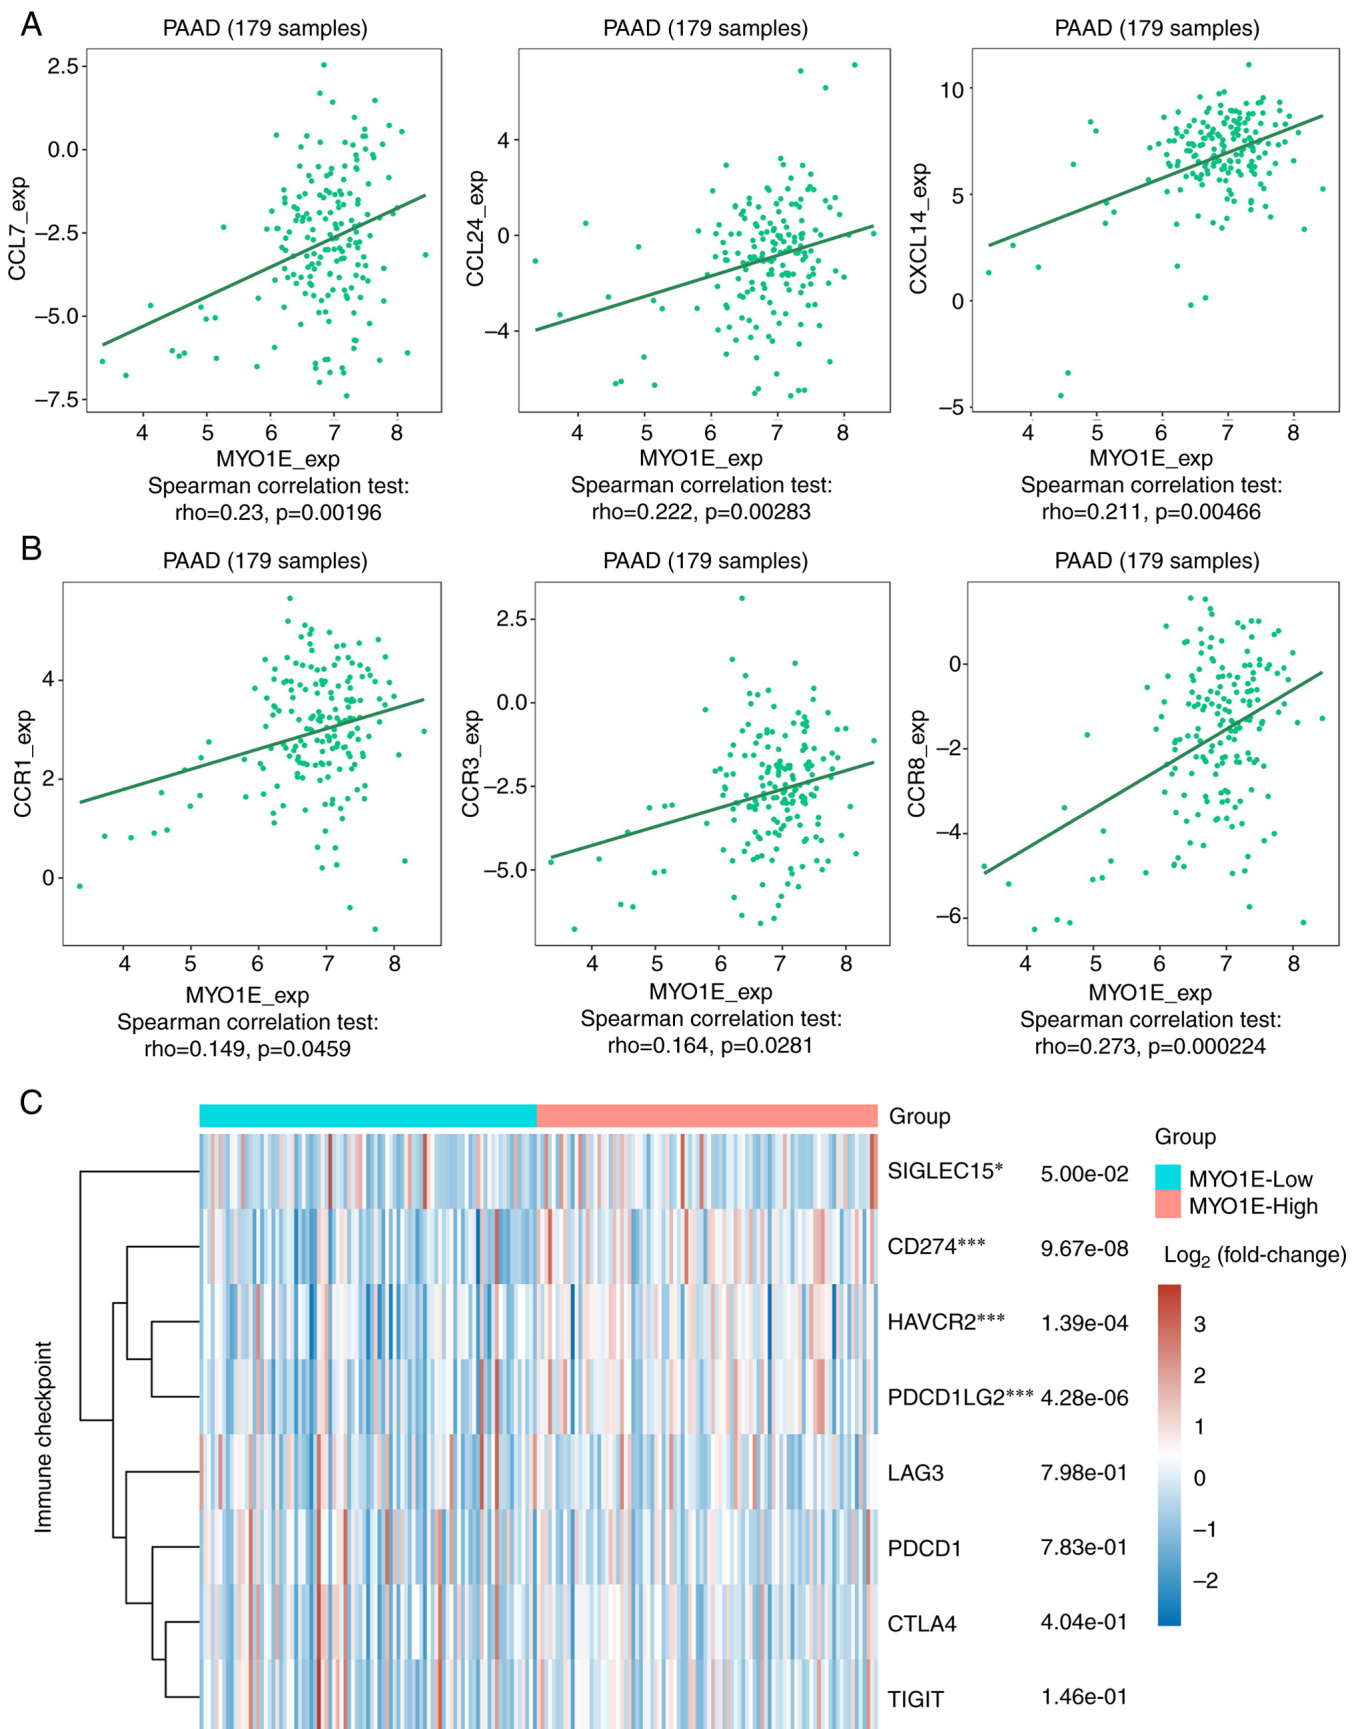 A
PAAD (179 samples)
PAAD (179 samples)
PAAD (179 samples)
CCL7_exp
2.5
0.0
−2.5
−5.0
−7.5
4 5 6 7 8
MYO1E_exp
Spearman correlation test:
rho=0.23, p=0.00196
CCL24_exp
4
0
−4
4 5 6 7 8
MYO1E_exp
Spearman correlation test:
rho=0.222, p=0.00283
CXCL14_exp
10
5
0
−5
4 5 6 7 8
MYO1E_exp
Spearman correlation test:
rho=0.211, p=0.00466
B
PAAD (179 samples)
PAAD (179 samples)
PAAD (179 samples)
CCR1_exp
4
2
0
4 5 6 7 8
MYO1E_exp
Spearman correlation test:
rho=0.149, p=0.0459
CCR3_exp
2.5
0.0
−2.5
−5.0
4 5 6 7 8
MYO1E_exp
Spearman correlation test:
rho=0.164, p=0.0281
CCR8_exp
0
−2
−4
−6
4 5 6 7 8
MYO1E_exp
Spearman correlation test:
rho=0.273, p=0.000224
C
Immune checkpoint
Group
SIGLEC15* 5.00e-02
CD274*** 9.67e-08
HAVCR2*** 1.39e-04
PDCD1LG2*** 4.28e-06
LAG3 7.98e-01
PDCD1 7.83e-01
CTLA4 4.04e-01
TIGIT 1.46e-01
Group
MYO1E-Low
MYO1E-High
Log2 (fold-change)
3
2
1
0
−1
−2